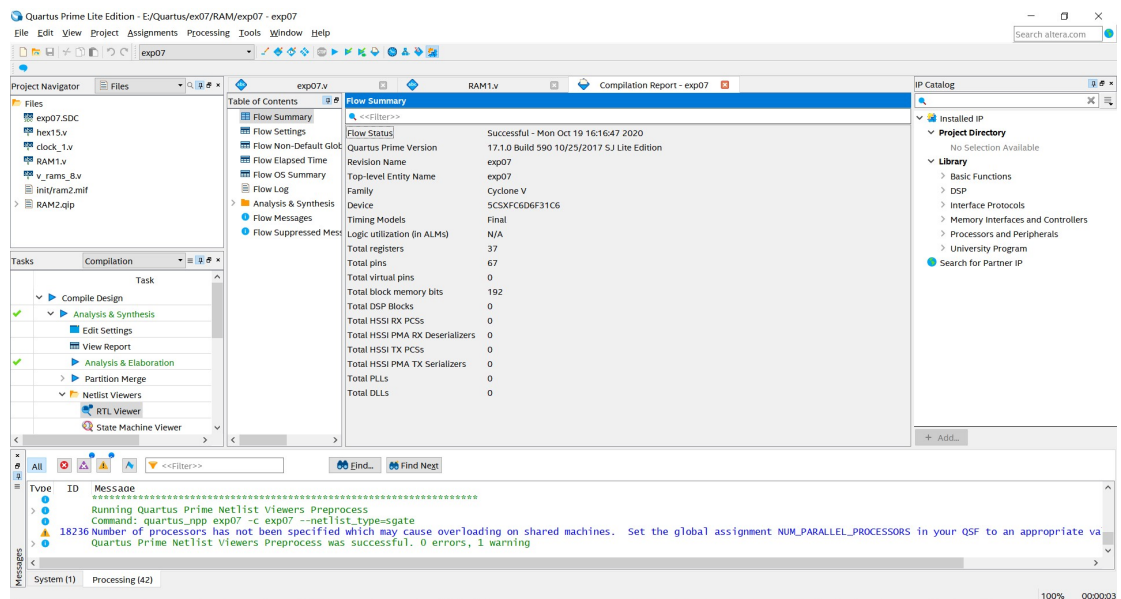 Quartus Prime Lite Edition - E:/Quartus/ex07/RAM/exp07 - exp07
File Edit View Project Assignments Processing Tools Window Help
Search altera.com
exp07
Project Navigator
Files
Files
exp07.SDC
hex15.v
clock_1.v
RAM1.v
v_rams_8.v
init/ram2.mif
RAM2.qip
Tasks
Compilation
Task
Compile Design
Analysis & Synthesis
Edit Settings
View Report
Analysis & Elaboration
Partition Merge
Netlist Viewers
RTL Viewer
State Machine Viewer
exp07.v
RAM1.v
Compilation Report - exp07
Table of Contents
Flow Summary
Flow Settings
Flow Non-Default Glob
Flow Elapsed Time
Flow OS Summary
Flow Log
Analysis & Synthesis
Flow Messages
Flow Suppressed Mess
Flow Summary
<<Filter>>
Flow Status Successful - Mon Oct 19 16:16:47 2020
Quartus Prime Version 17.1.0 Build 590 10/25/2017 SJ Lite Edition
Revision Name exp07
Top-level Entity Name exp07
Family Cyclone V
Device 5CSXFC6D6F31C6
Timing Models Final
Logic utilization (in ALMs) N/A
Total registers 37
Total pins 67
Total virtual pins 0
Total block memory bits 192
Total DSP Blocks 0
Total HSSI RX PCSs 0
Total HSSI PMA RX Deserializers 0
Total HSSI TX PCSs 0
Total HSSI PMA TX Serializers 0
Total PLLs 0
Total DLLs 0
IP Catalog
Installed IP
Project Directory
No Selection Available
Library
Basic Functions
DSP
Interface Protocols
Memory Interfaces and Controllers
Processors and Peripherals
University Program
Search for Partner IP
+ Add...
All
<<Filter>>
Find...
Find Next
Type ID Message
*******************************************************************
Running Quartus Prime Netlist Viewers Preprocess
Command: quartus_npp exp07 -c exp07 --netlist_type=sgate
18236 Number of processors has not been specified which may cause overloading on shared machines. Set the global assignment NUM_PARALLEL_PROCESSORS in your QSF to an appropriate va
Quartus Prime Netlist Viewers Preprocess was successful. 0 errors, 1 warning
Messages
System (1)
Processing (42)
100% 00:00:03